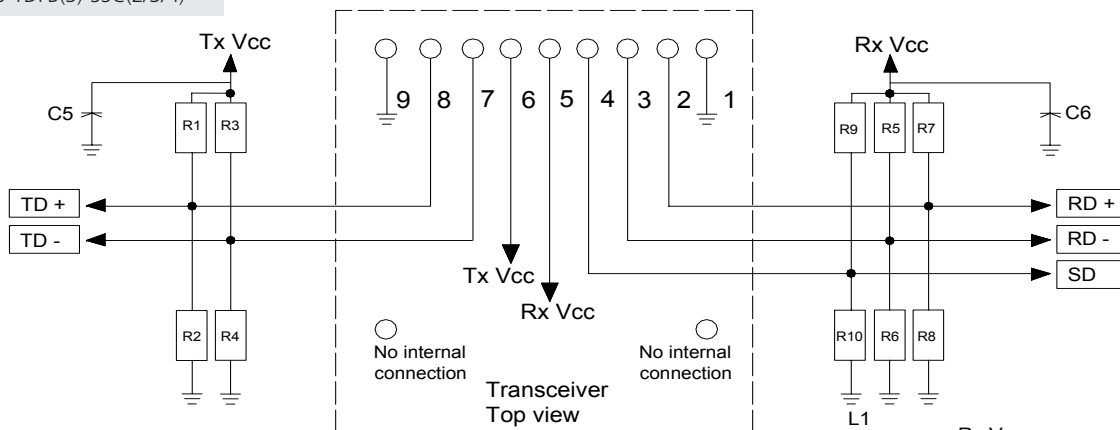 Tx Vcc
Rx Vcc
9 8 7 6 5 4 3 2 1
C5
R1
R3
R9
R5
R7
C6
TD +
TD -
RD +
RD -
SD
Tx Vcc
Rx Vcc
R2
R4
R10
R6
R8
No internal
connection
No internal
connection
Transceiver
Top view
L1